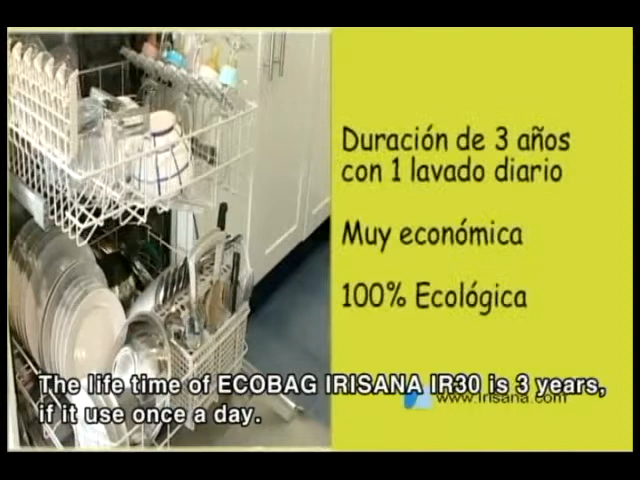 Duración de 3 años
con 1 lavado diario
Muy económica
100% Ecológica
The life time of ECOBAG IRISANA IR30 is 3 years,
if it use once a day.
www.irisana.com